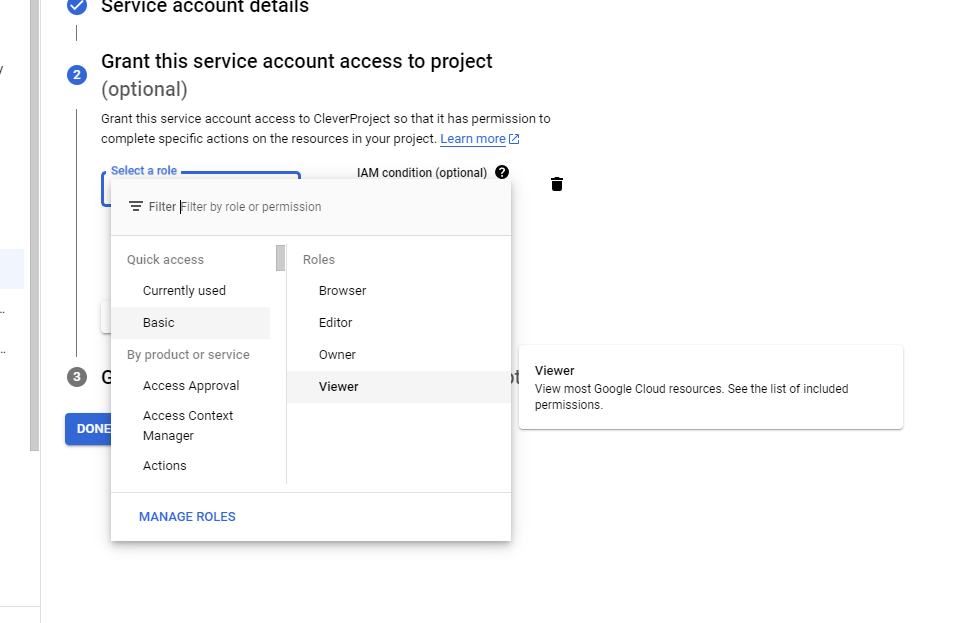 Service account details
2
Grant this service account access to project
(optional)
Grant this service account access to CleverProject so that it has permission to
complete specific actions on the resources in your project. Learn more
Select a role
IAM condition (optional)
?
Filter Filter by role or permission
Quick access
Currently used
Basic
By product or service
Access Approval
Access Context
Manager
Actions
Roles
Browser
Editor
Owner
Viewer
MANAGE ROLES
Viewer
View most Google Cloud resources. See the list of included
permissions.
3
G
DONE